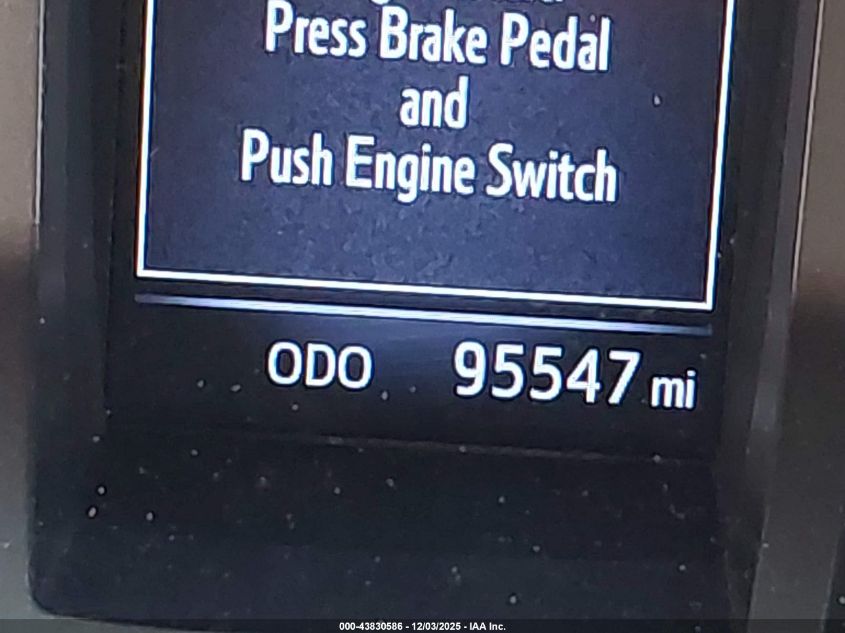 Press Brake Pedal
and
Push Engine Switch
ODO 95547 mi
000-43830586 - 12/03/2025 - IAA Inc.